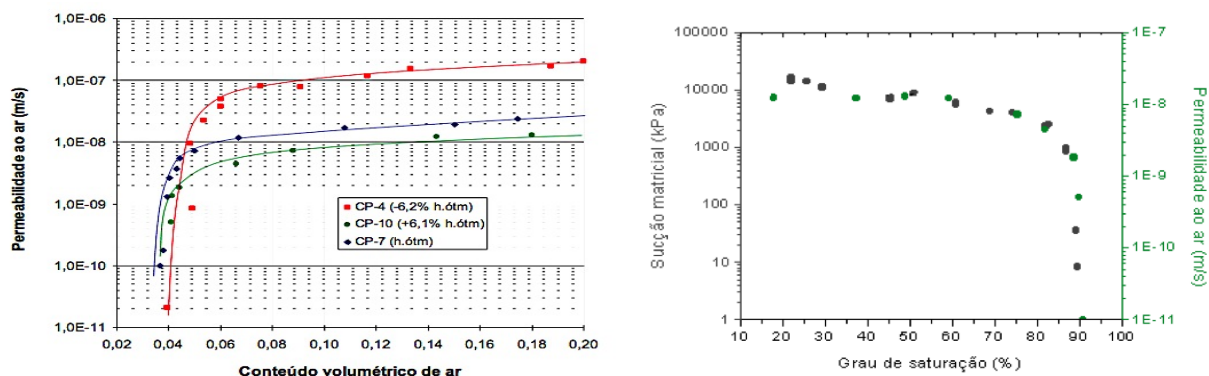 1,0E-06
1,0E-07
1,0E-08
1,0E-09
1,0E-10
1,0E-11
Permeabilidade ao ar (m/s)
0,02 0,04 0,06 0,08 0,10 0,12 0,14 0,16 0,18 0,20
Conteúdo volumétrico de ar
CP-4 (-6,2% h.ótm)
CP-10 (+6,1% h.ótm)
CP-7 (h.ótm)
100000
10000
1000
100
10
1
Sucção matricial (kPa)
10 20 30 40 50 60 70 80 90 100
Grau de saturação (%)
1E-7
1E-8
1E-9
1E-10
1E-11
Permeabilidade ao ar (m/s)